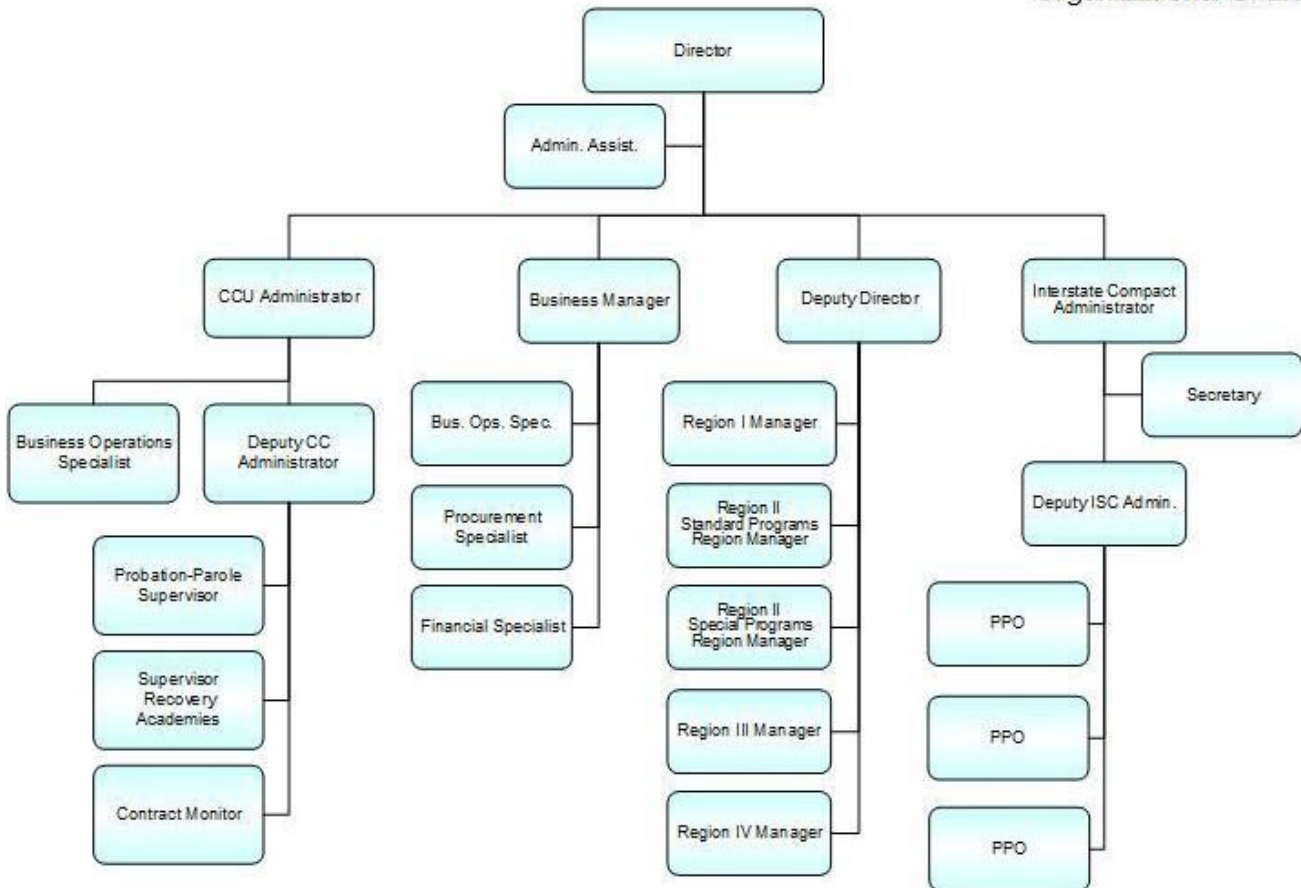 Director
Admin. Assist.
CCU Administrator
Business Manager
Deputy Director
Interstate Compact
Administrator
Secretary
Business Operations
Specialist
Deputy CC
Administrator
Bus. Ops. Spec.
Region I Manager
Deputy ISC Admin.
Procurement
Specialist
Region II
Standard Programs
Region Manager
Probation-Parole
Supervisor
Financial Specialist
Region II
Special Programs
Region Manager
PPO
Supervisor
Recovery
Academies
Region III Manager
PPO
Contract Monitor
Region IV Manager
PPO